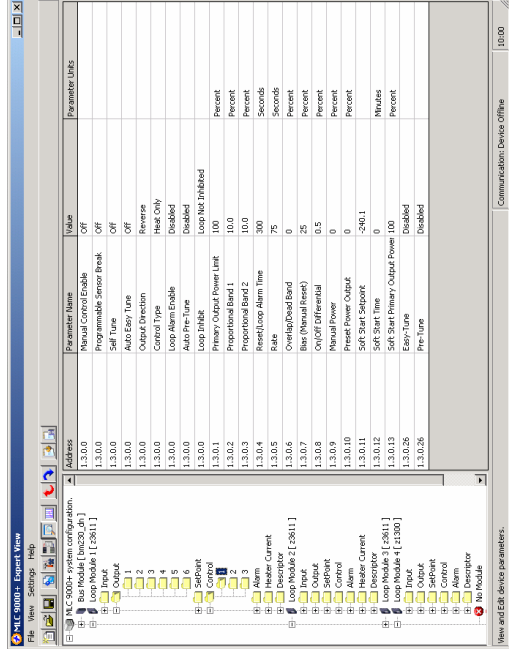 MLC 9000+ Expert View
File View Settings Help
MLC 9000+ system configuration.
Bus Module [ bm230_dn ]
Loop Module 1 [ z3611 ]
Input
Output
1
2
3
4
5
6
SetPoint
Control
1
2
3
Alarm
Heater Current
Descriptor
Loop Module 2 [ z3611 ]
Input
Output
SetPoint
Control
Alarm
Heater Current
Descriptor
Loop Module 3 [ z3611 ]
Loop Module 4 [ z1300 ]
Input
Output
SetPoint
Control
Alarm
Descriptor
No Module
Address Parameter Name Value Parameter Units
1.3.0.0 Manual Control Enable Off
1.3.0.0 Programmable Sensor Break Off
1.3.0.0 Self Tune Off
1.3.0.0 Auto Easy Tune Off
1.3.0.0 Output Direction Reverse
1.3.0.0 Control Type Heat Only
1.3.0.0 Loop Alarm Enable Disabled
1.3.0.0 Auto Pre-Tune Disabled
1.3.0.0 Loop Inhibit Loop Not Inhibited
1.3.0.1 Primary Output Power Limit 100 Percent
1.3.0.2 Proportional Band 1 10.0 Percent
1.3.0.3 Proportional Band 2 10.0 Percent
1.3.0.4 Reset/Loop Alarm Time 300 Seconds
1.3.0.5 Rate 75 Seconds
1.3.0.6 Overlap/Dead Band 0 Percent
1.3.0.7 Bias (Manual Reset) 25 Percent
1.3.0.8 On/Off Differential 0.5 Percent
1.3.0.9 Manual Power 0 Percent
1.3.0.10 Preset Power Output 0 Percent
1.3.0.11 Soft Start Setpoint -240.1
1.3.0.12 Soft Start Time 0 Minutes
1.3.0.13 Soft Start Primary Output Power 100 Percent
1.3.0.26 Easy-Tune Disabled
1.3.0.26 Pre-Tune Disabled
View and Edit device parameters. Communication: Device Offline 10:00